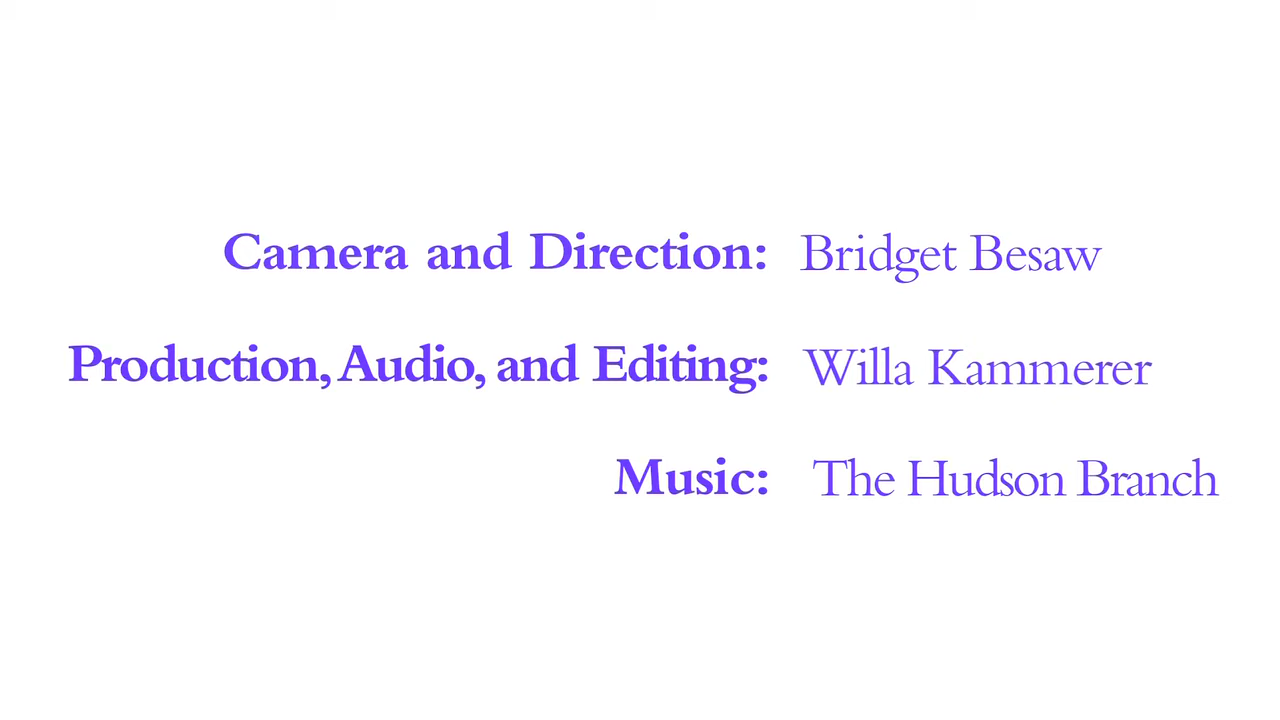 Camera and Direction: Bridget Besaw
Production, Audio, and Editing: Willa Kammerer
Music: The Hudson Branch